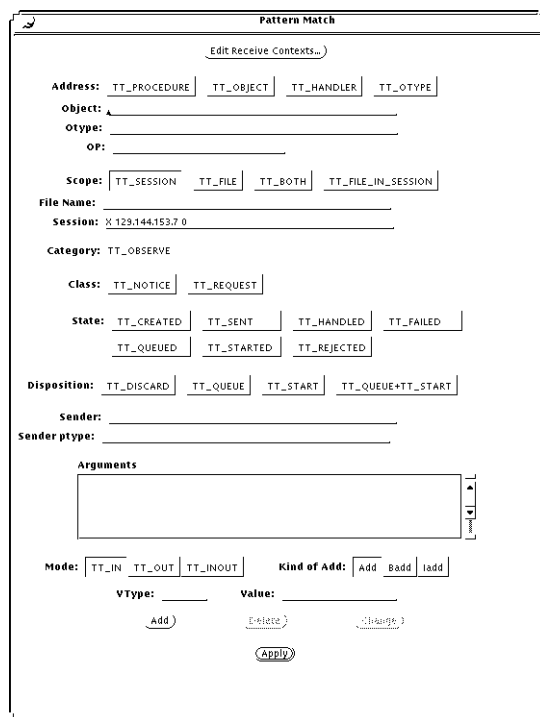 Pattern Match
Edit Receive Contexts...
Address: TT_PROCEDURE TT_OBJECT TT_HANDLER TT_OTYPE
Object:
Otype:
OP:
Scope: TT_SESSION TT_FILE TT_BOTH TT_FILE_IN_SESSION
File Name:
Session: X 129.144.153.7 0
Category: TT_OBSERVE
Class: TT_NOTICE TT_REQUEST
State: TT_CREATED TT_SENT TT_HANDLED TT_FAILED
TT_QUEUED TT_STARTED TT_REJECTED
Disposition: TT_DISCARD TT_QUEUE TT_START TT_QUEUE+TT_START
Sender:
Sender ptype:
Arguments
Mode: TT_IN TT_OUT TT_INOUT Kind of Add: Add Badd Iadd
VType: Value:
Add Delete Change
Apply